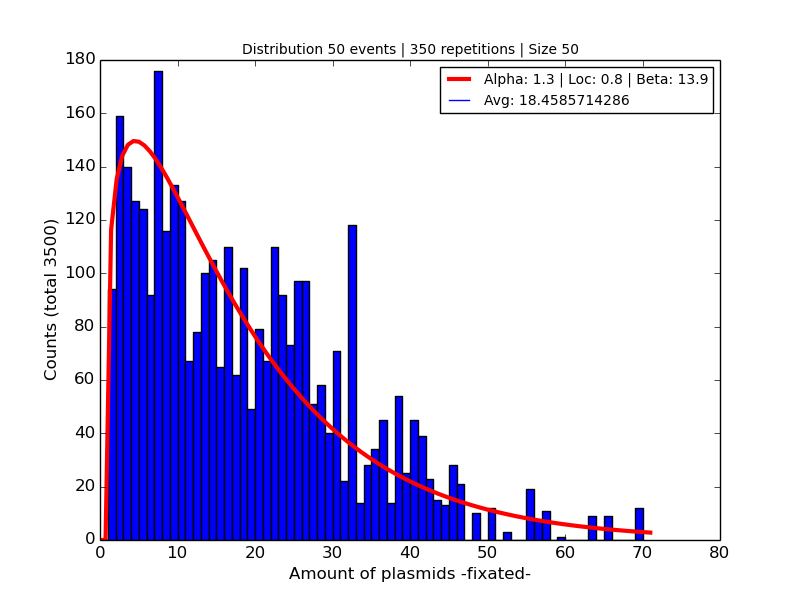 Distribution 50 events | 350 repetitions | Size 50
Alpha: 1.3 | Loc: 0.8 | Beta: 13.9
Avg: 18.4585714286
180
160
140
120
100
80
60
40
20
0
Counts (total 3500)
0 10 20 30 40 50 60 70 80
Amount of plasmids -fixated-